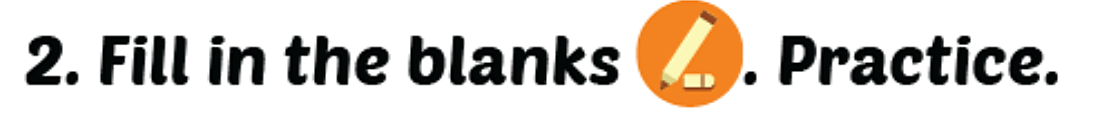 2. Fill in the blanks . Practice.